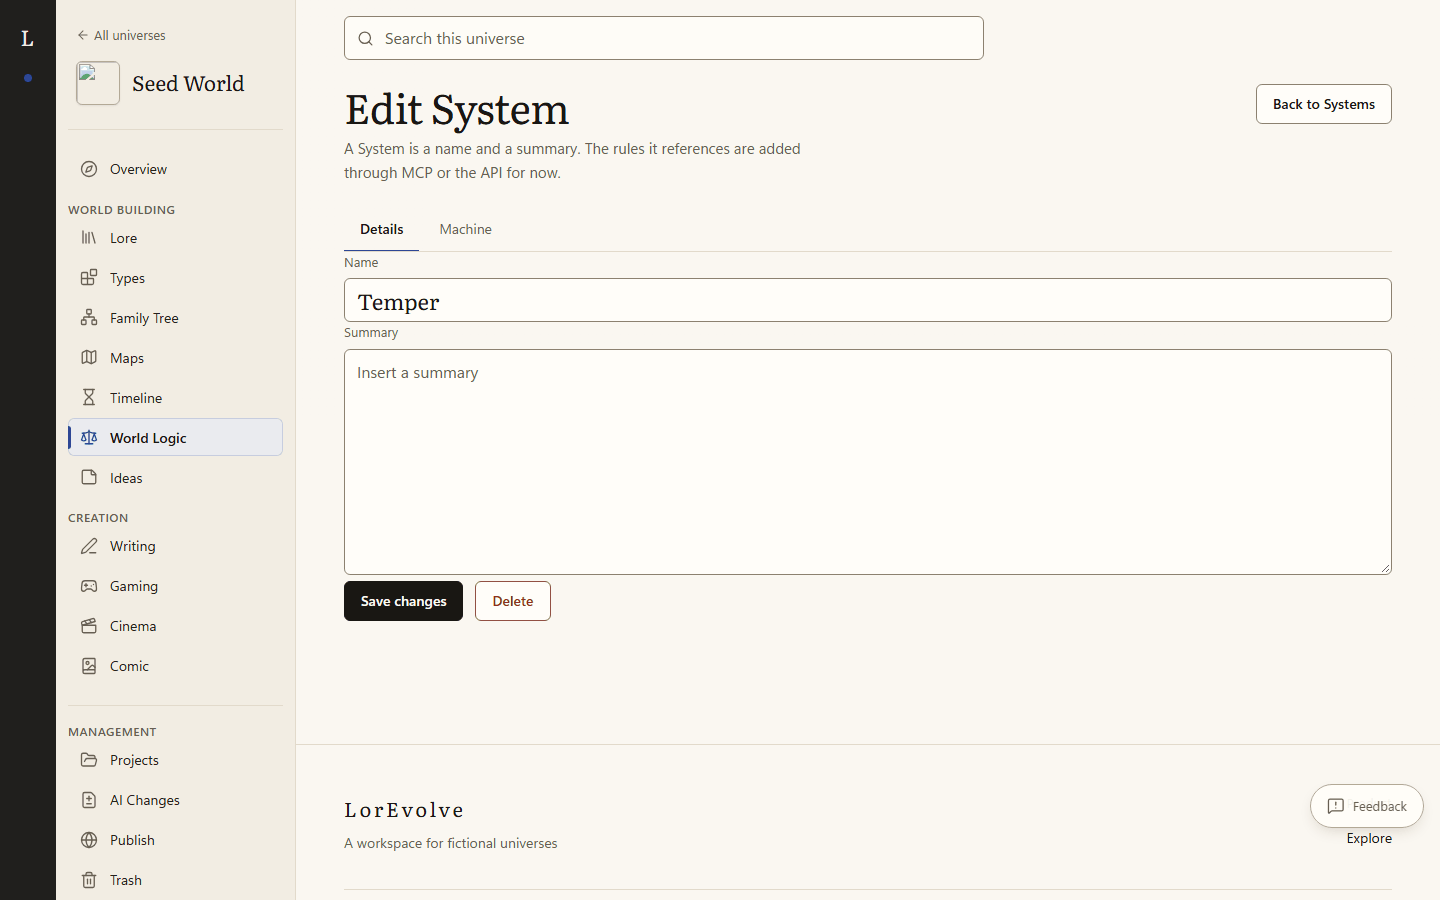 L
All universes
Seed World
Overview
WORLD BUILDING
Lore
Types
Family Tree
Maps
Timeline
World Logic
Ideas
CREATION
Writing
Gaming
Cinema
Comic
MANAGEMENT
Projects
AI Changes
Publish
Trash
Search this universe
Edit System
Back to Systems
A System is a name and a summary. The rules it references are added
through MCP or the API for now.
Details
Machine
Name
Temper
Summary
Insert a summary
Save changes
Delete
LorEvolve
A workspace for fictional universes
Feedback
Explore